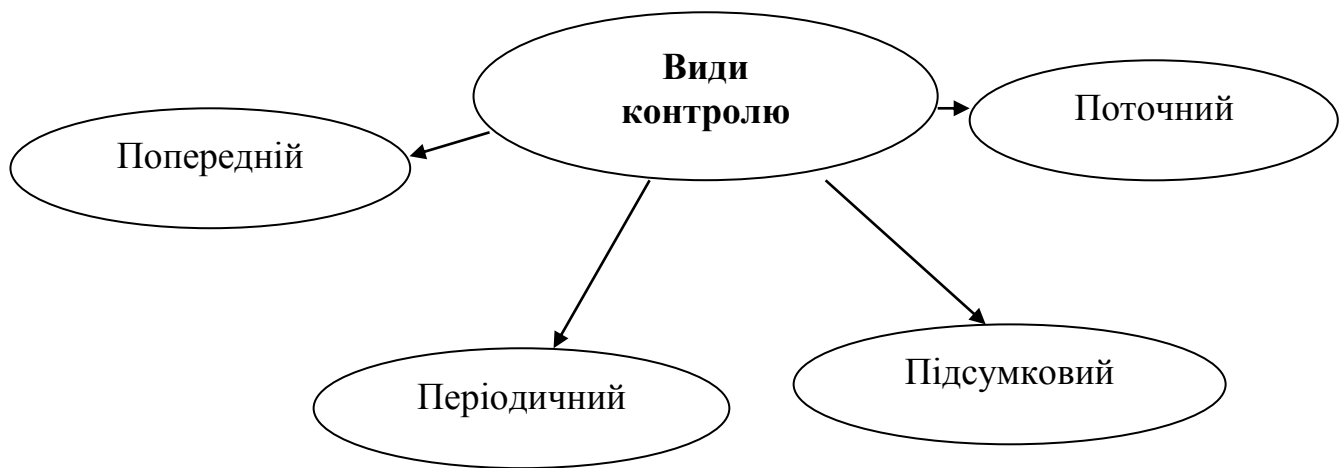 Види
контролю
Поточний
Попередній
Підсумковий
Періодичний